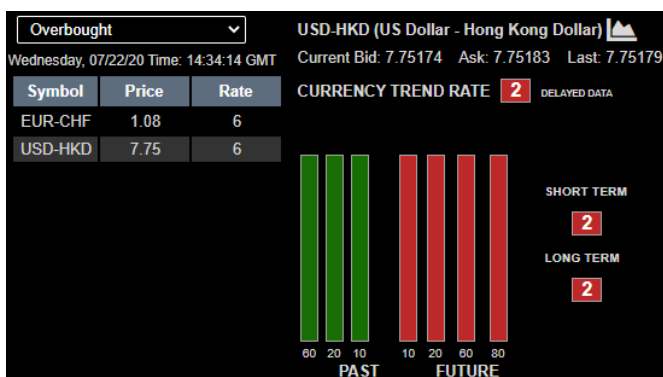 Overbought
Wednesday, 07/22/20 Time: 14:34:14 GMT
Symbol Price Rate
EUR-CHF 1.08 6
USD-HKD 7.75 6
USD-HKD (US Dollar - Hong Kong Dollar)
Current Bid: 7.75174 Ask: 7.75183 Last: 7.75179
CURRENCY TREND RATE 2 DELAYED DATA
SHORT TERM
2
LONG TERM
2
60 20 10 10 20 60 80
PAST FUTURE